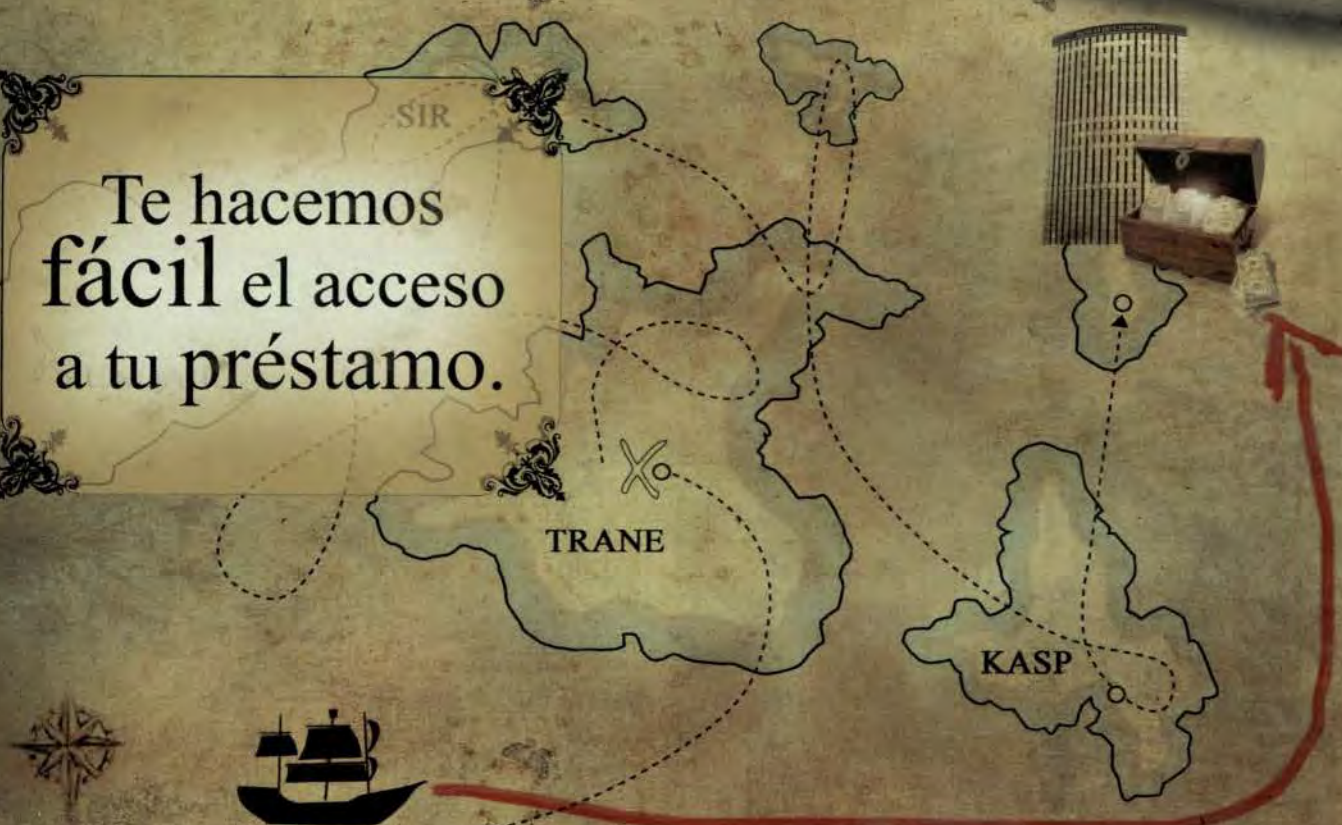 SIR
Te hacemos
fácil el acceso
a tu préstamo.
TRANE
KASP